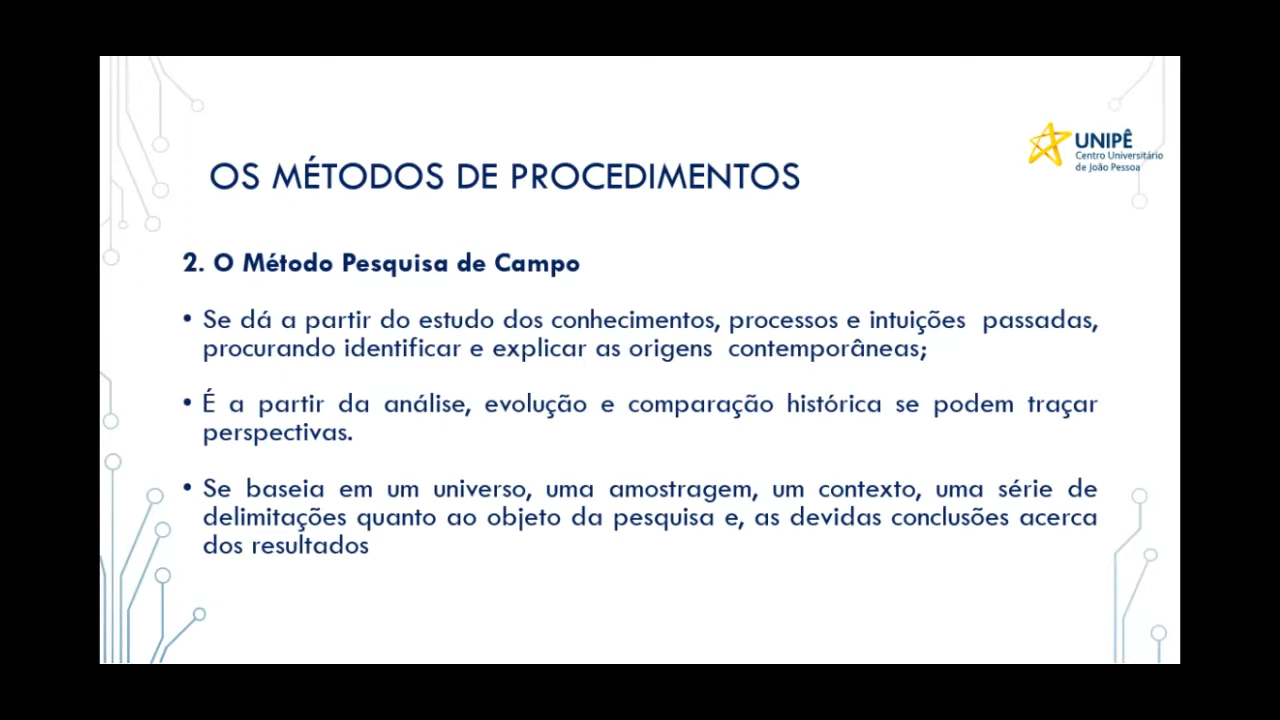 UNIPÊ
Centro Universitário
de João Pessoa
OS MÉTODOS DE PROCEDIMENTOS
2. O Método Pesquisa de Campo
• Se dá a partir do estudo dos conhecimentos, processos e intuições passadas,
procurando identificar e explicar as origens contemporâneas;
• É a partir da análise, evolução e comparação histórica se podem traçar
perspectivas.
• Se baseia em um universo, uma amostragem, um contexto, uma série de
delimitações quanto ao objeto da pesquisa e, as devidas conclusões acerca
dos resultados